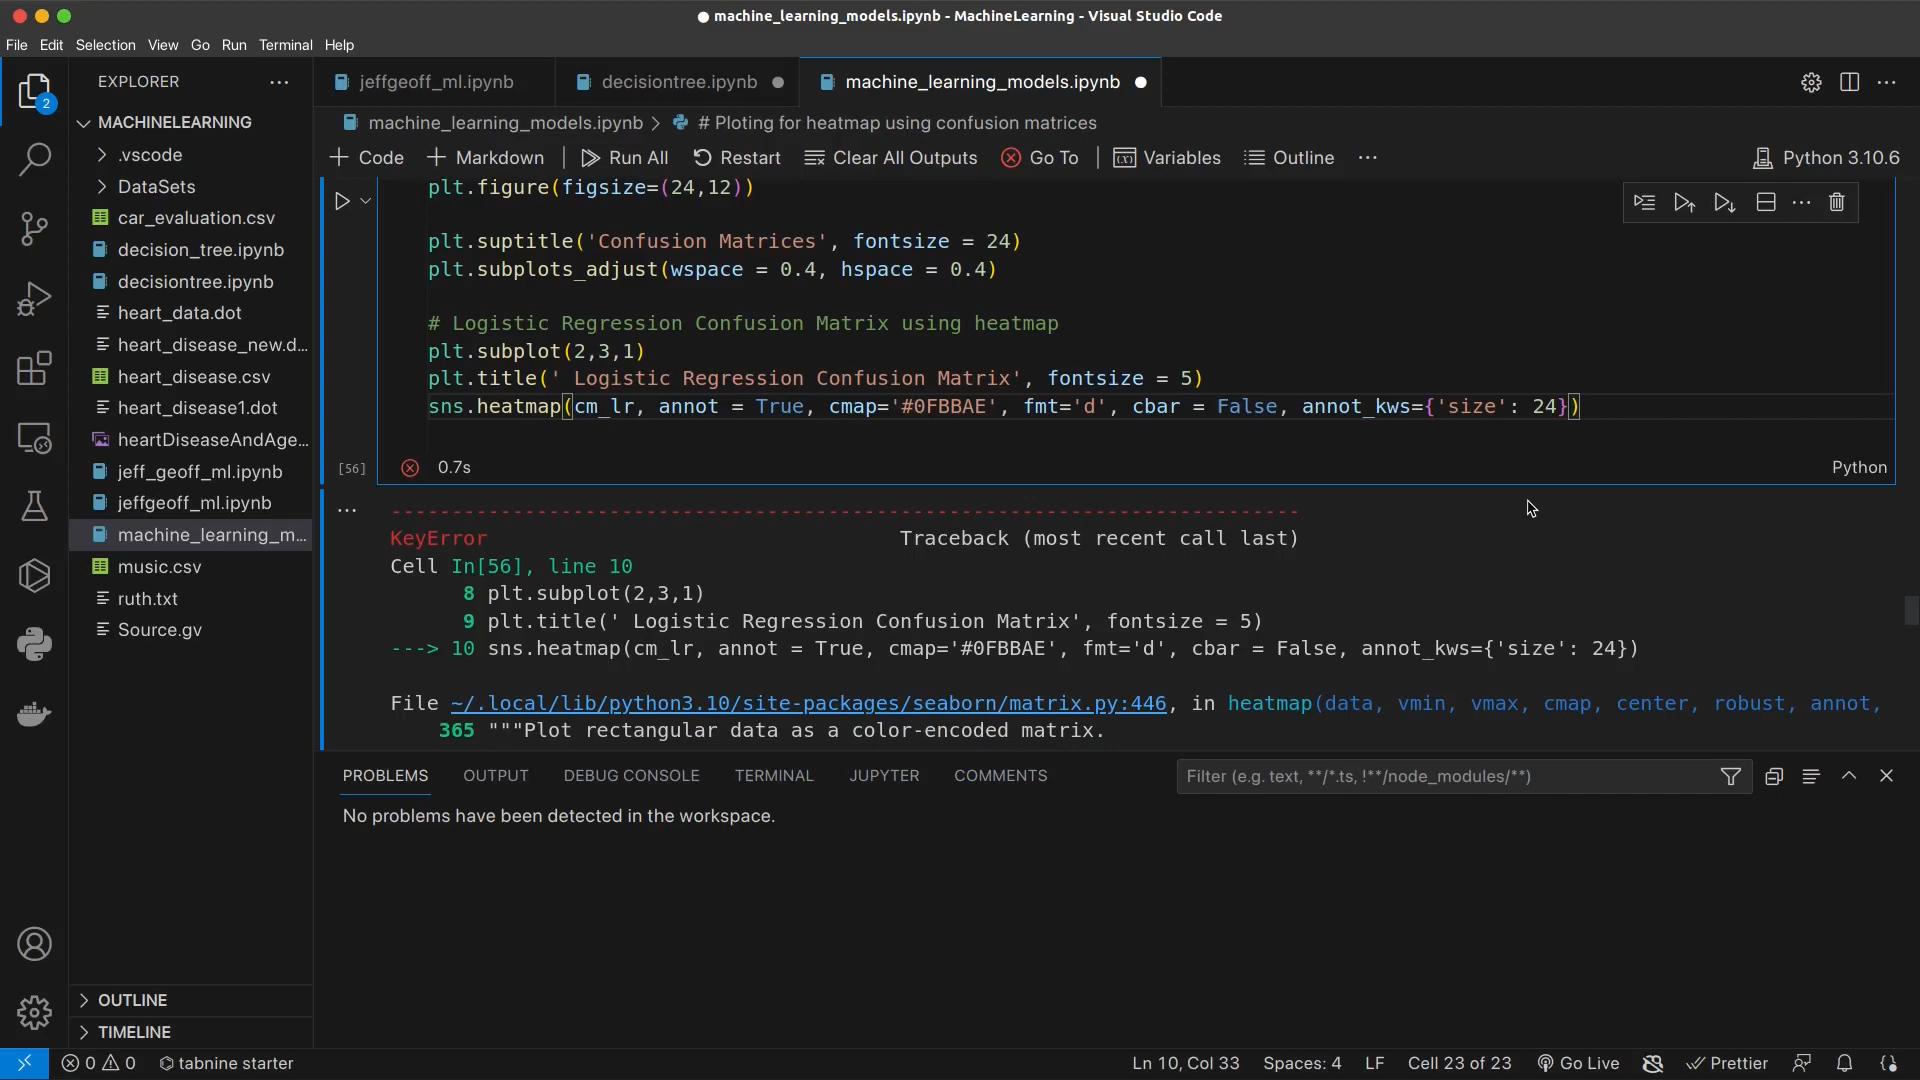 machine_learning_models.ipynb - MachineLearning - Visual Studio Code
File Edit Selection View Go Run Terminal Help
2
EXPLORER
MACHINELEARNING
.vscode
DataSets
car_evaluation.csv
decision_tree.ipynb
decisiontree.ipynb
heart_data.dot
heart_disease_new.d...
heart_disease.csv
heart_disease1.dot
heartDiseaseAndAge...
jeff_geoff_ml.ipynb
jeffgeoff_ml.ipynb
machine_learning_m...
music.csv
ruth.txt
Source.gv
OUTLINE
TIMELINE
jeffgeoff_ml.ipynb decisiontree.ipynb machine_learning_models.ipynb
machine_learning_models.ipynb > # Ploting for heatmap using confusion matrices
+ Code + Markdown | Run All Restart Clear All Outputs Go To | Variables Outline ... Python 3.10.6
plt.figure(figsize=(24,12))
plt.suptitle('Confusion Matrices', fontsize = 24)
plt.subplots_adjust(wspace = 0.4, hspace = 0.4)
# Logistic Regression Confusion Matrix using heatmap
plt.subplot(2,3,1)
plt.title(' Logistic Regression Confusion Matrix', fontsize = 5)
sns.heatmap(cm_lr, annot = True, cmap='#0FBBAE', fmt='d', cbar = False, annot_kws={'size': 24})
[56] 0.7s Python
---------------------------------------------------------------------------
KeyError Traceback (most recent call last)
Cell In[56], line 10
8 plt.subplot(2,3,1)
9 plt.title(' Logistic Regression Confusion Matrix', fontsize = 5)
---> 10 sns.heatmap(cm_lr, annot = True, cmap='#0FBBAE', fmt='d', cbar = False, annot_kws={'size': 24})
File ~/.local/lib/python3.10/site-packages/seaborn/matrix.py:446, in heatmap(data, vmin, vmax, cmap, center, robust, annot,
365 """Plot rectangular data as a color-encoded matrix.
PROBLEMS OUTPUT DEBUG CONSOLE TERMINAL JUPYTER COMMENTS Filter (e.g. text, **/*.ts, !**/node_modules/**)
No problems have been detected in the workspace.
0 0 tabnine starter Ln 10, Col 33 Spaces: 4 LF Cell 23 of 23 Go Live Prettier